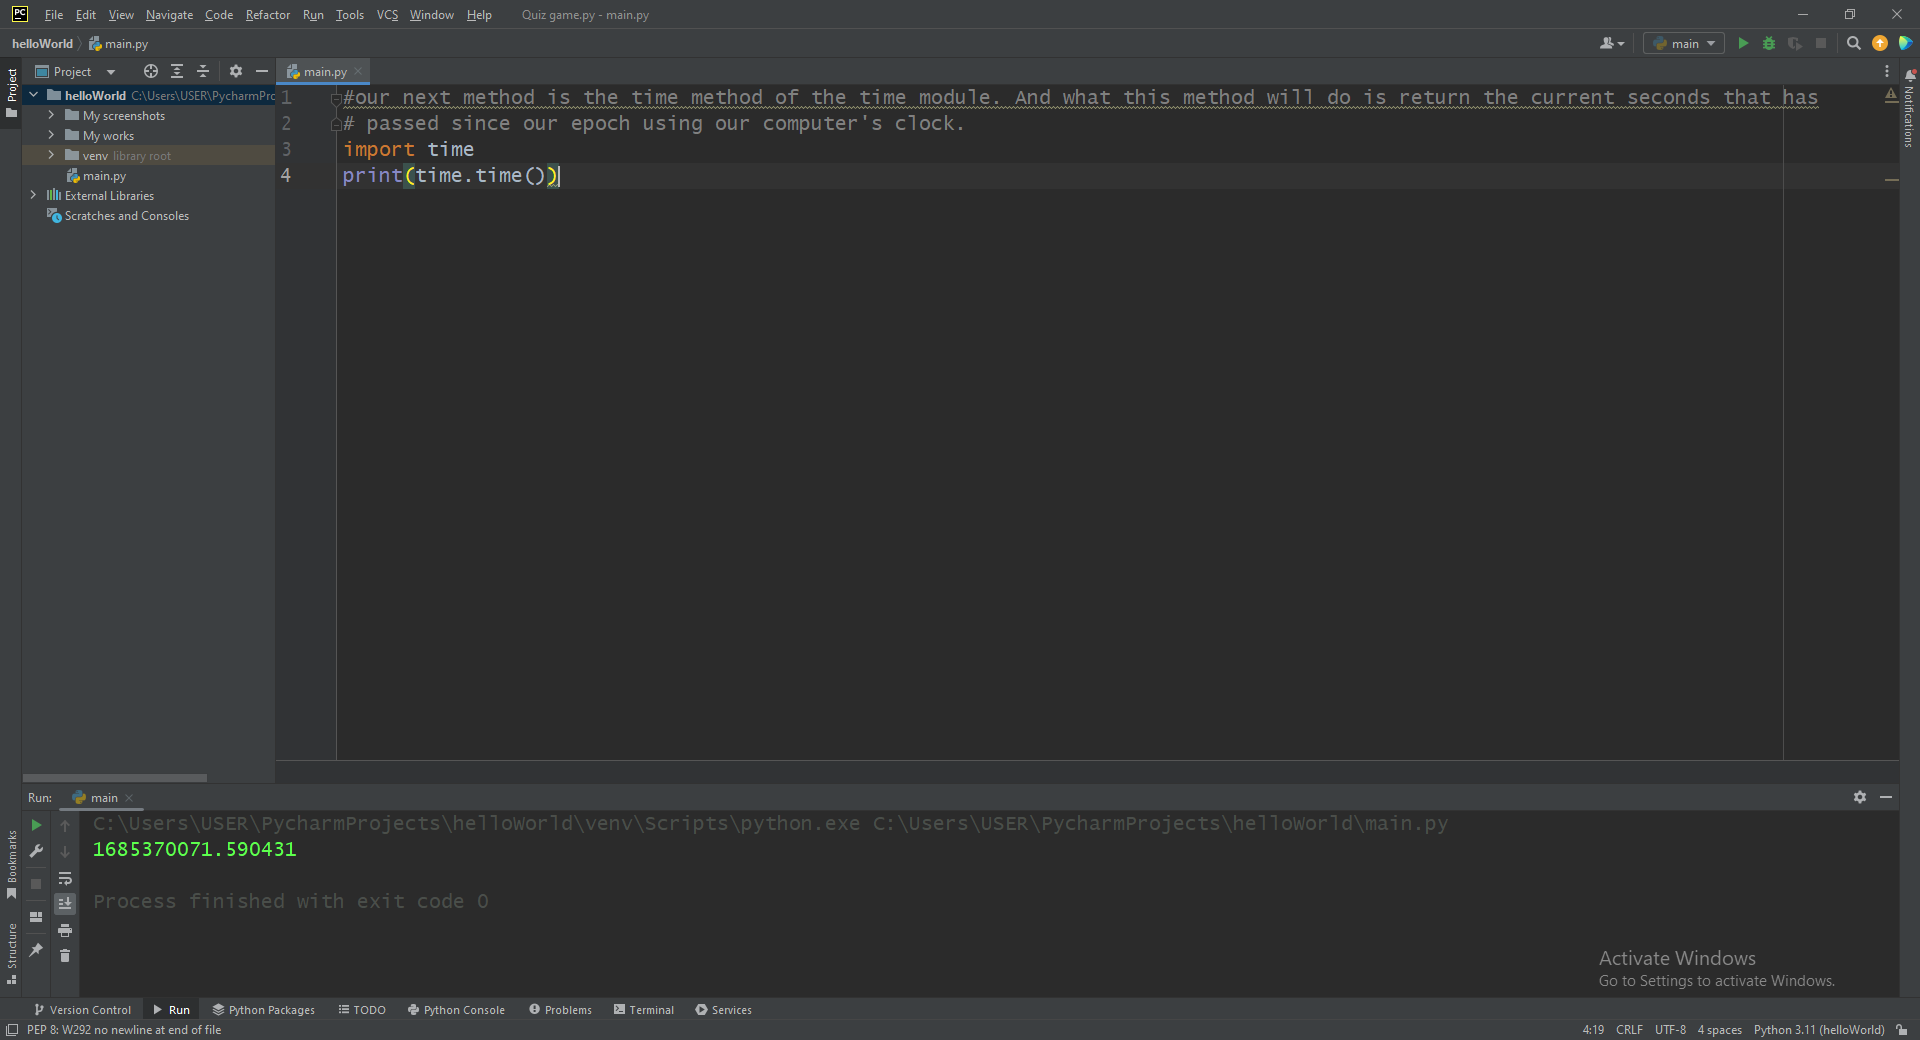 PC File Edit View Navigate Code Refactor Run Tools VCS Window Help Quiz game.py - main.py
helloWorld main.py main
Project main.py
Project
helloWorld C:\Users\USER\PycharmPrc
My screenshots
My works
venv library root
main.py
External Libraries
Scratches and Consoles
1 #our next method is the time method of the time module. And what this method will do is return the current seconds that has
2 # passed since our epoch using our computer's clock.
3 import time
4 print(time.time())
Notifications
Run: main
C:\Users\USER\PycharmProjects\helloWorld\venv\Scripts\python.exe C:\Users\USER\PycharmProjects\helloWorld\main.py
1685370071.590431
Process finished with exit code 0
Bookmarks
Structure
Activate Windows
Go to Settings to activate Windows.
Version Control Run Python Packages TODO Python Console Problems Terminal Services
PEP 8: W292 no newline at end of file 4:19 CRLF UTF-8 4 spaces Python 3.11 (helloWorld)